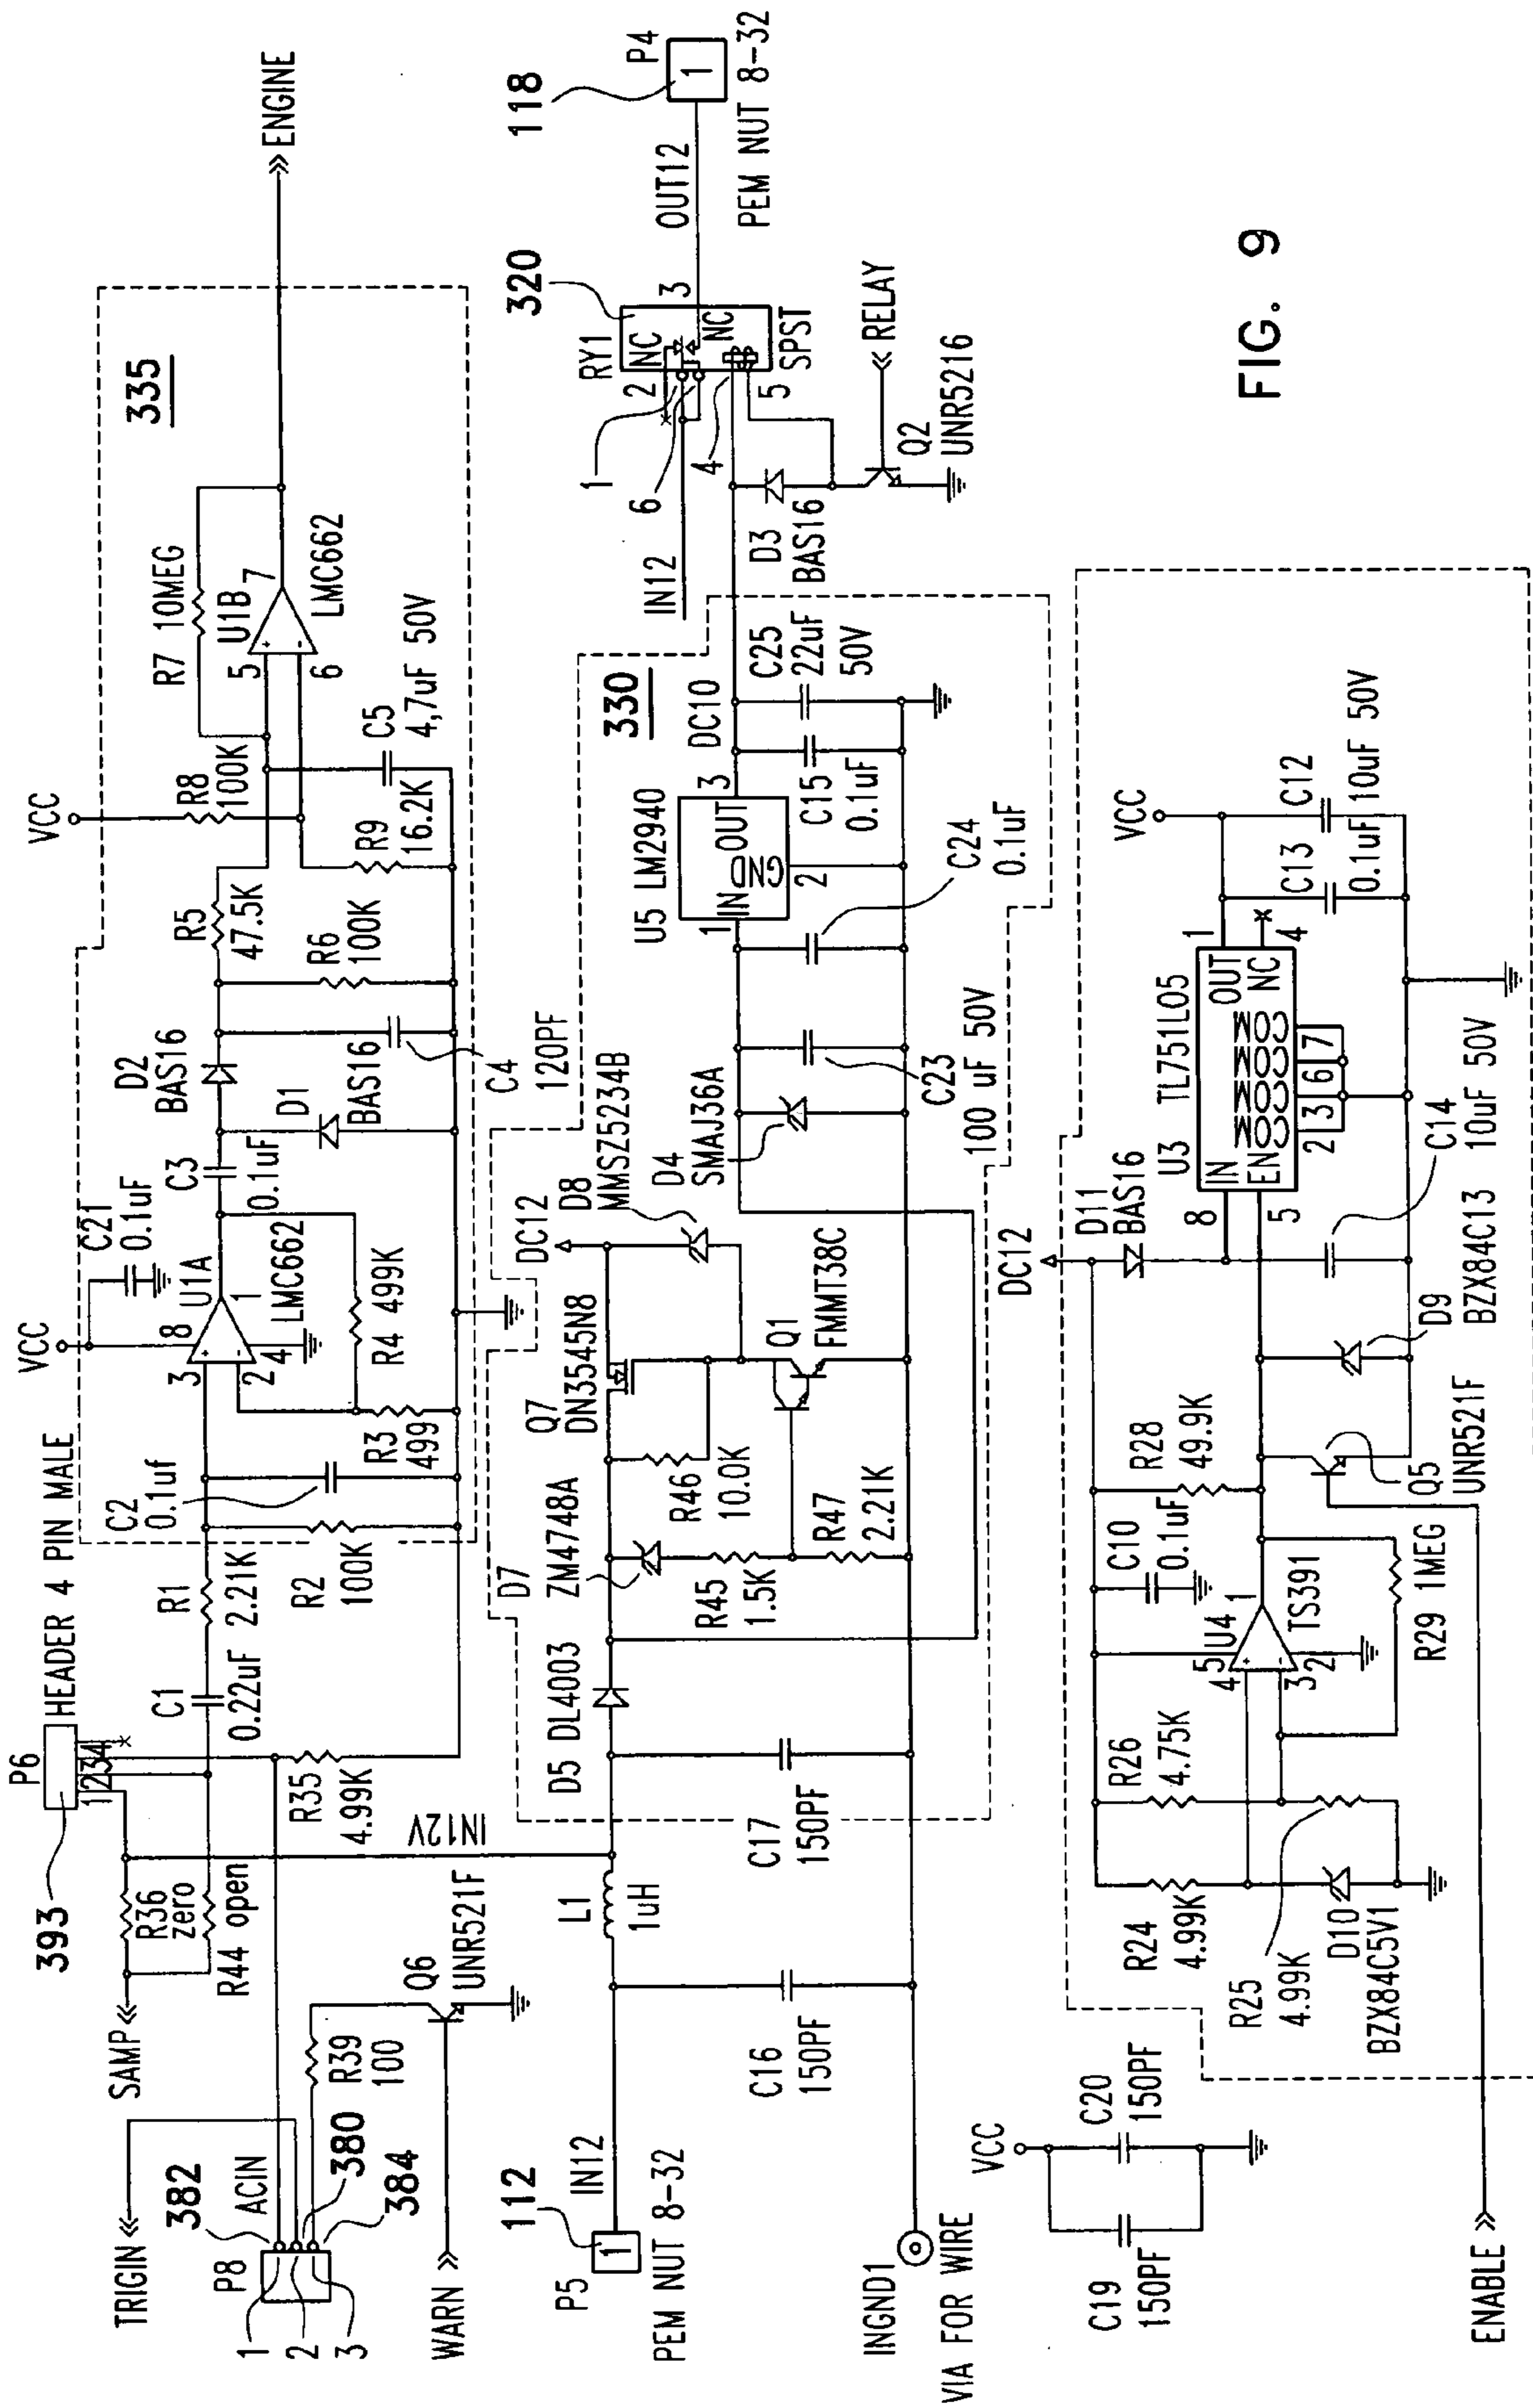 TRIGIN
SAMP
393
P6
HEADER 4 PIN MALE
1234
R36
zero
R44 open
C1
0.22uF
R1
2.21K
R2
100K
R35
4.99K
C2
0.1uf
R3
499
VCC
C21
0.1uF
3
8
U1A
1
2
4
LMC662
R4 499K
C3
0.1uF
D2
BAS16
D1
BAS16
C4
120PF
R5
47.5K
R6
100K
VCC
R8
100K
R9
16.2K
R7 10MEG
5
U1B
7
6
LMC662
C5
4,7uF 50V
335
ENGINE
382
ACIN
P8
1
2
3
380
384
R39
100
Q6
UNR521F
WARN
IN12V
112
P5
1
IN12
PEM NUT 8-32
L1
1uH
C16
150PF
C17
150PF
INGND1
VIA FOR WIRE
D5 DL4003
D7
ZM4748A
R45
1.5K
R46
10.0K
R47
2.21K
Q7
DN3545N8
Q1
FMMT38C
DC12
D8
MMSZ5234B
D4
SMAJ36A
C23
100 uF 50V
C24
0.1uF
U5 LM2940
1
IN
OUT
GND
2
3
DC10
C15
0.1uF
C25
22uF
50V
330
IN12
1
6
2
4
5
RY1
NC
NC
320
3
SPST
OUT12
118
P4
1
PEM NUT 8-32
D3
BAS16
RELAY
Q2
UNR5216
VCC
C19
150PF
C20
150PF
ENABLE
R24
4.99K
R25
4.99K
D10
BZX84C5V1
R26
4.75K
5
4
U4
1
3
2
TS391
R29 1MEG
C10
0.1uF
R28
49.9K
Q5
UNR521F
D9
BZX84C13
DC12
D11
BAS16
C14
10uF 50V
U3
TL751L05
8
IN
EN
5
OUT
NC
1
4
COM
COM
COM
COM
2
3
6
7
VCC
C13
0.1uF
C12
10uF 50V
FIG. 9